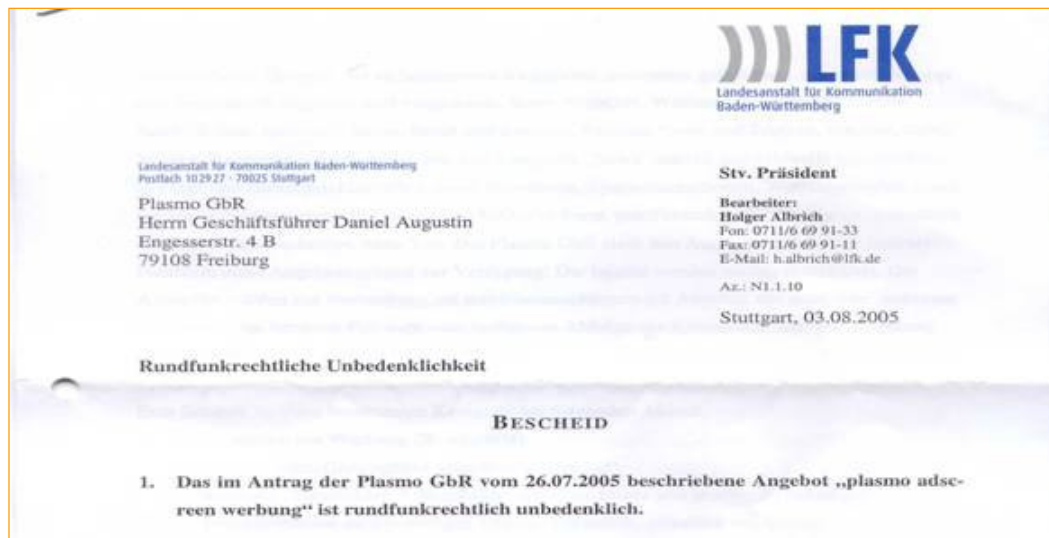 LFK
Landesanstalt für Kommunikation
Baden-Württemberg
Landesanstalt für Kommunikation Baden-Württemberg
Postfach 10 29 27 - 70025 Stuttgart
Plasmo GbR
Herrn Geschäftsführer Daniel Augustin
Engesserstr. 4 B
79108 Freiburg
Stv. Präsident
Bearbeiter:
Holger Albrich
Fon: 0711/6 69 91-33
Fax: 0711/6 69 91-11
E-Mail: h.albrich@lfk.de
Az.: N1.1.10
Stuttgart, 03.08.2005
Rundfunkrechtliche Unbedenklichkeit
BESCHEID
1. Das im Antrag der Plasmo GbR vom 26.07.2005 beschriebene Angebot „plasmo adsc-
reen werbung“ ist rundfunkrechtlich unbedenklich.